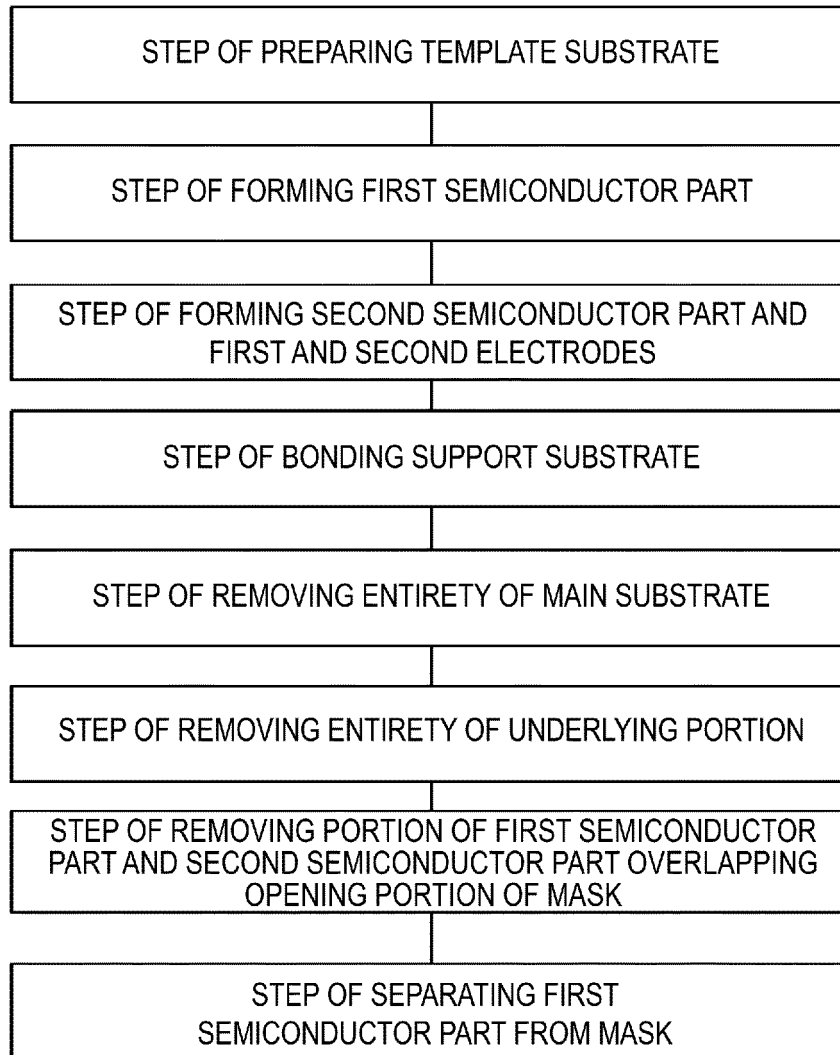 STEP OF PREPARING TEMPLATE SUBSTRATE
STEP OF FORMING FIRST SEMICONDUCTOR PART
STEP OF FORMING SECOND SEMICONDUCTOR PART AND
FIRST AND SECOND ELECTRODES
STEP OF BONDING SUPPORT SUBSTRATE
STEP OF REMOVING ENTIRETY OF MAIN SUBSTRATE
STEP OF REMOVING ENTIRETY OF UNDERLYING PORTION
STEP OF REMOVING PORTION OF FIRST SEMICONDUCTOR
PART AND SECOND SEMICONDUCTOR PART OVERLAPPING
OPENING PORTION OF MASK
STEP OF SEPARATING FIRST
SEMICONDUCTOR PART FROM MASK